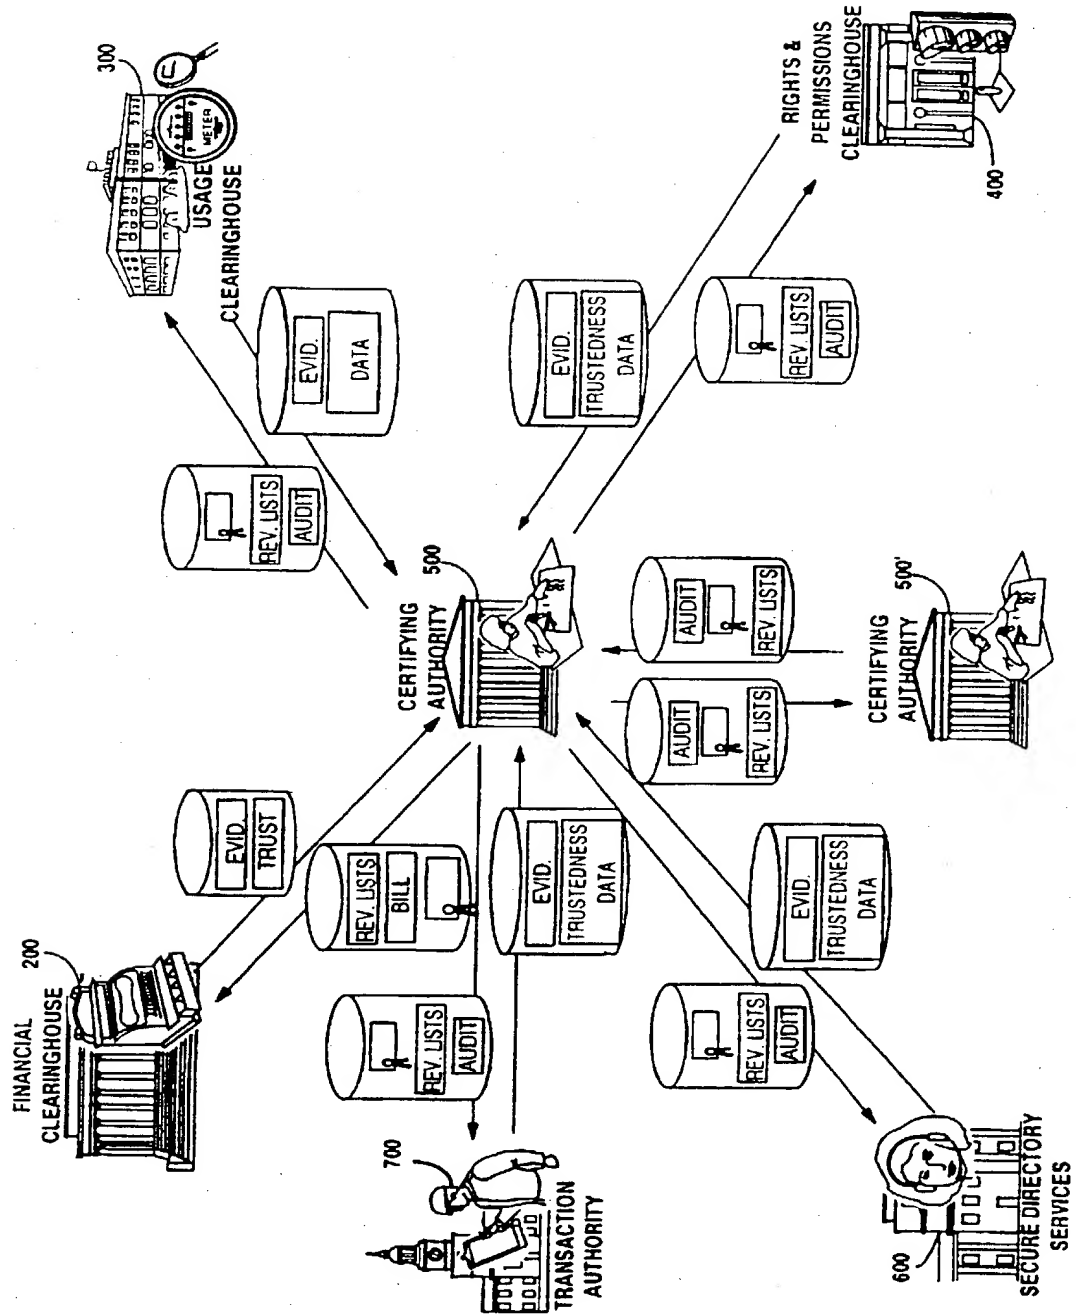 FINANCIAL
CLEARINGHOUSE
200
EVID.
TRUST
REV. LISTS
BILL
300
METER
USAGE
CLEARINGHOUSE
REV. LISTS
AUDIT
EVID.
DATA
TRANSACTION
AUTHORITY
700
REV. LISTS
AUDIT
EVID.
TRUSTEDNESS
DATA
CERTIFYING
AUTHORITY
500
EVID.
TRUSTEDNESS
DATA
REV. LISTS
AUDIT
RIGHTS &
PERMISSIONS
CLEARINGHOUSE
400
SECURE DIRECTORY
SERVICES
600
REV. LISTS
AUDIT
EVID.
TRUSTEDNESS
DATA
AUDIT
REV. LISTS
AUDIT
REV. LISTS
CERTIFYING
AUTHORITY
500'